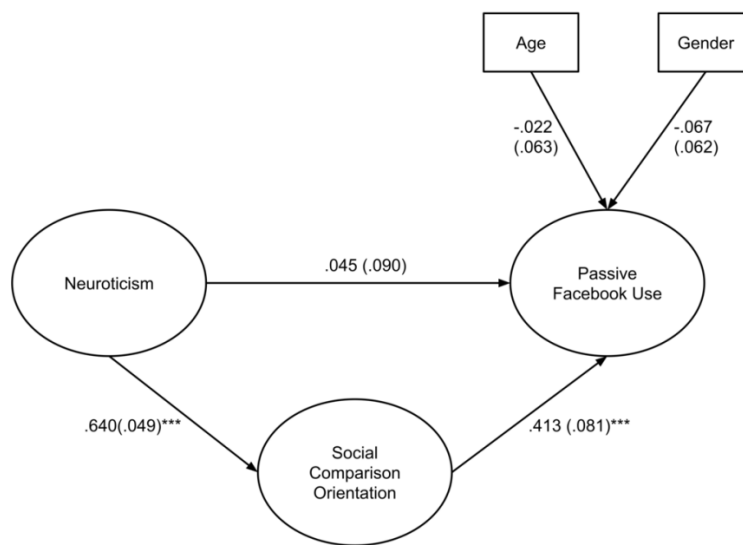 Age
Gender
-.022
(.063)
-.067
(.062)
Neuroticism
.045 (.090)
Passive
Facebook Use
.640(.049)***
.413 (.081)***
Social
Comparison
Orientation